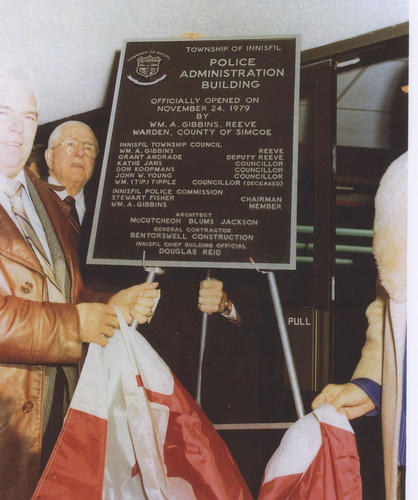 TOWNSHIP OF INNISFIL
POLICE
ADMINISTRATION
BUILDING
OFFICIALLY OPENED ON
NOVEMBER 24, 1979
BY
WM. A. GIBBINS, REEVE
WARDEN, COUNTY OF SIMCOE
INNISFIL TOWNSHIP COUNCIL
WM. A. GIBBINS REEVE
GRANT ANDRADE DEPUTY REEVE
KATHE JANS COUNCILLOR
DON KOOPMANS COUNCILLOR
JOHN W. YOUNG COUNCILLOR
WM. (TIP) TIPPLE COUNCILLOR (DECEASED)
INNISFIL POLICE COMMISSION
STEWART FISHER CHAIRMAN
WM. A. GIBBINS MEMBER
ARCHITECT
McCUTCHEON BLUMS JACKSON
GENERAL CONTRACTOR
BENTORSWELL CONSTRUCTION
INNISFIL CHIEF BUILDING OFFICIAL
DOUGLAS REID
PULL